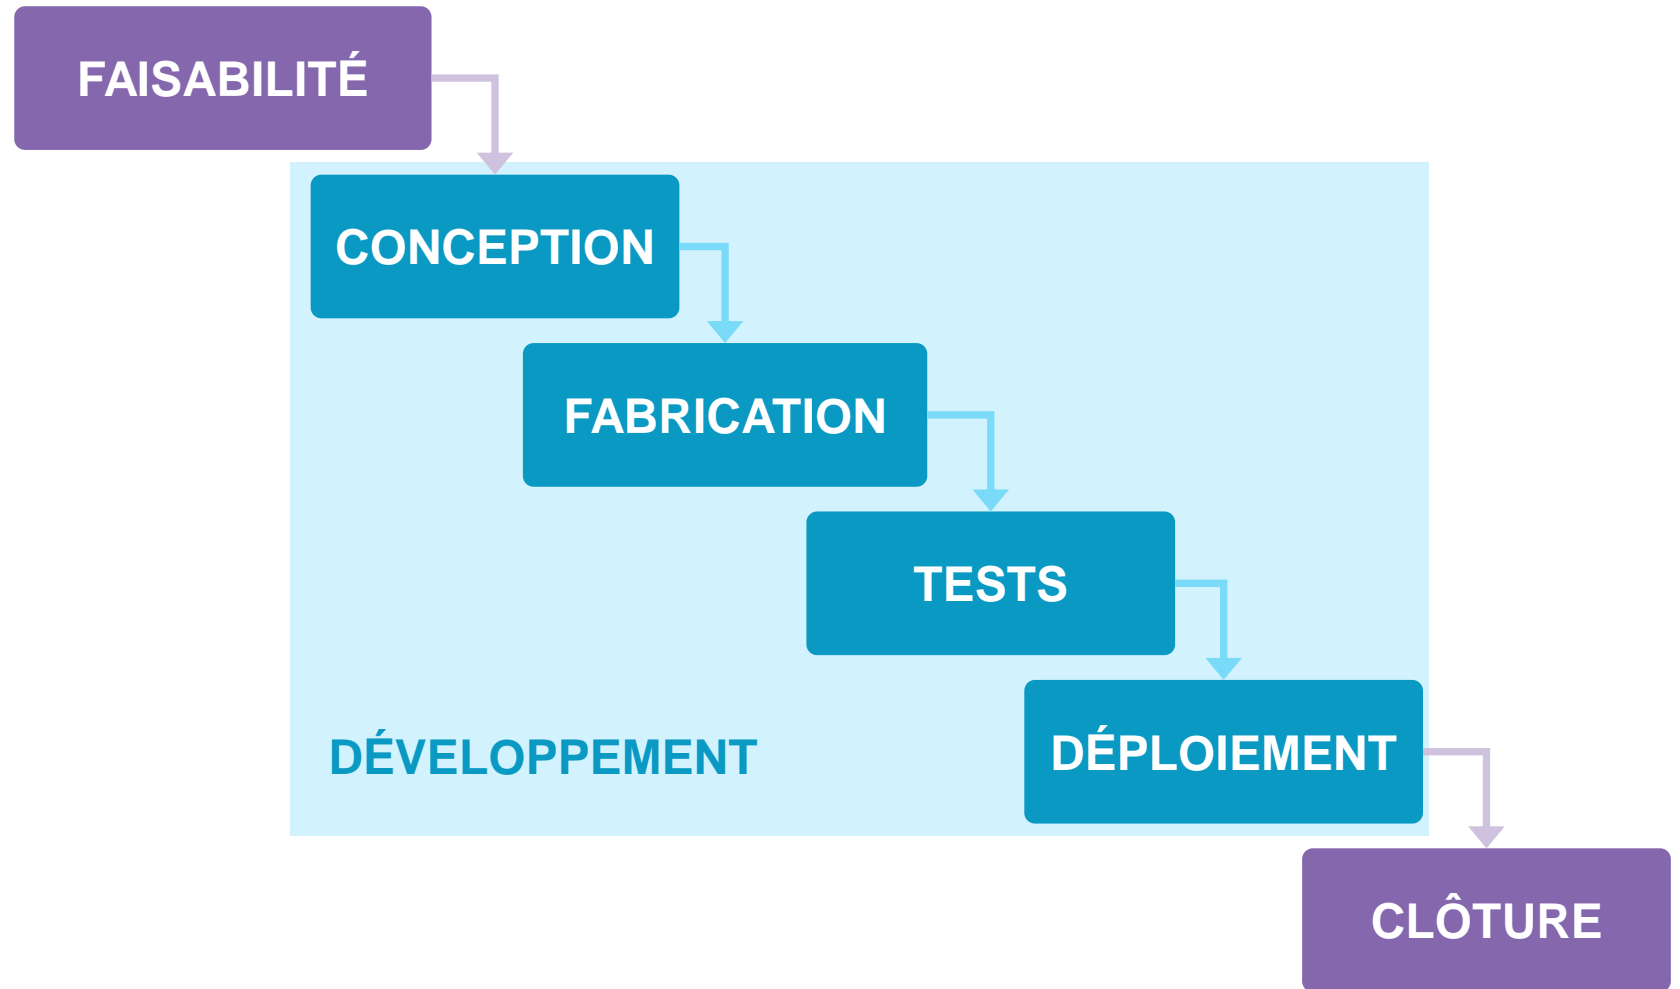 FAISABILITÉ
CONCEPTION
FABRICATION
TESTS
DÉVELOPPEMENT
DÉPLOIEMENT
CLÔTURE